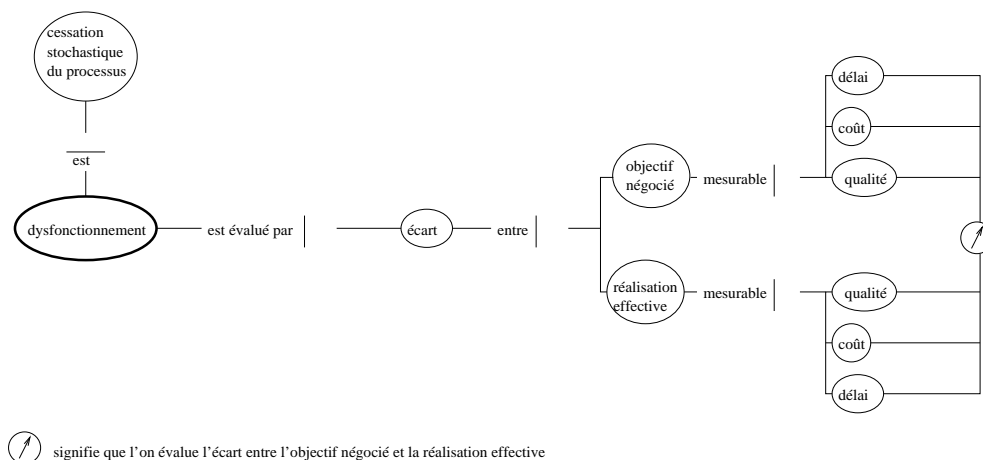 cessation
stochastique
du processus
est
dysfonctionnement
est évalué par
écart
entre
objectif
négocié
mesurable
délai
coût
qualité
réalisation
effective
mesurable
qualité
coût
délai
signifie que l'on évalue l'écart entre l'objectif négocié et la réalisation effective